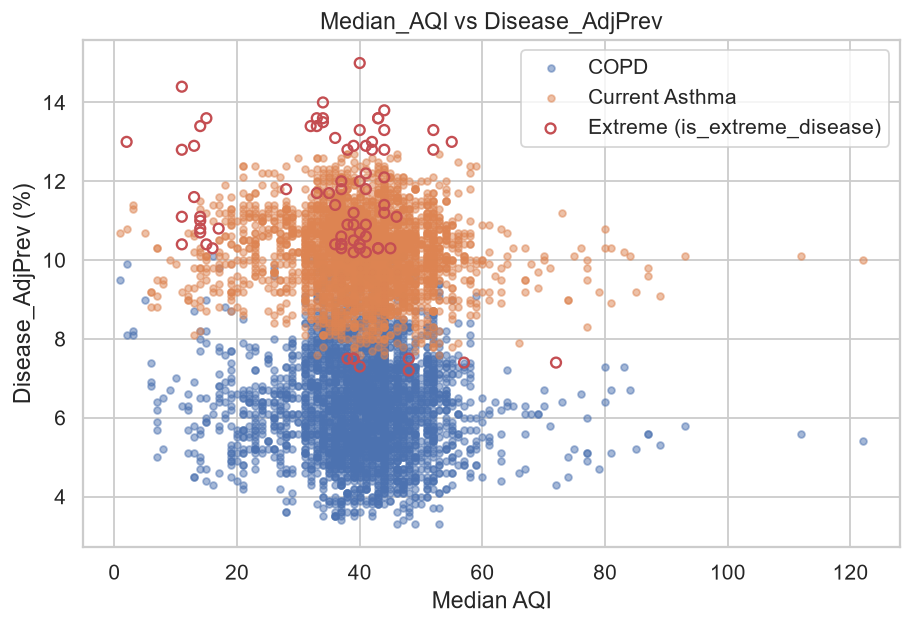 Median_AQI vs Disease_AdjPrev
COPD
Current Asthma
Extreme (is_extreme_disease)
14
12
10
8
6
4
Disease_AdjPrev (%)
0 20 40 60 80 100 120
Median AQI